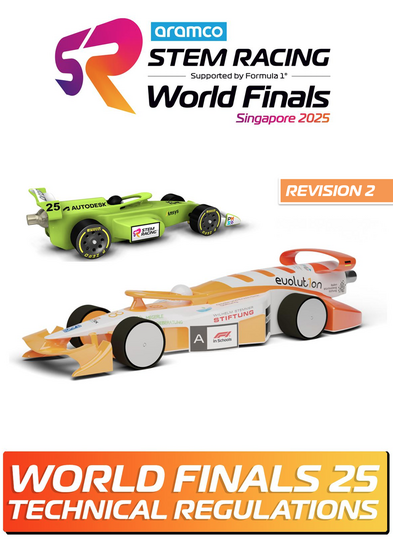 aramco
STEM RACING
Supported by Formula 1®
World Finals
Singapore 2025
REVISION 2
25 AUTODESK
STEM
RACING
evolut1on
STIFTUNG
A
F1
in Schools
WORLD FINALS 25
TECHNICAL REGULATIONS